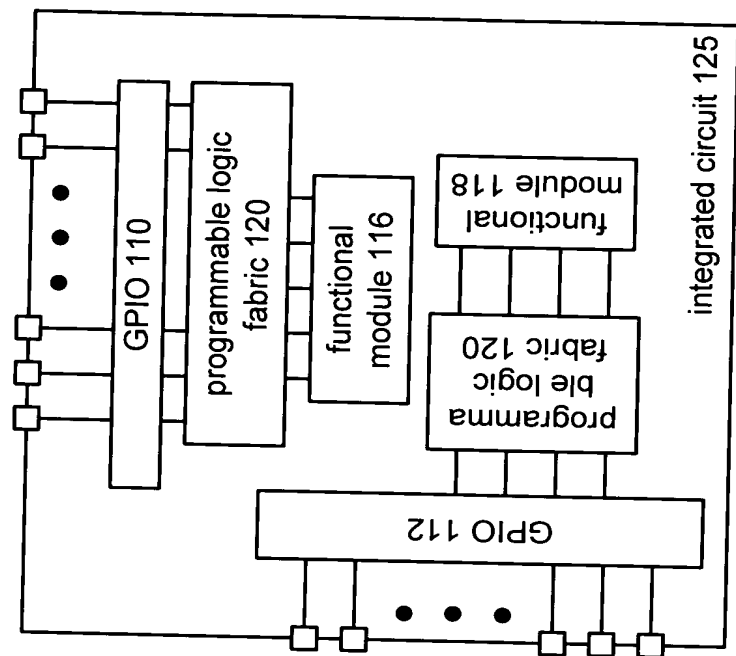 GPIO 110
programmable logic
fabric 120
functional
module 116
functional
module 118
programma
ble logic
fabric 120
GPIO 112
integrated circuit 125